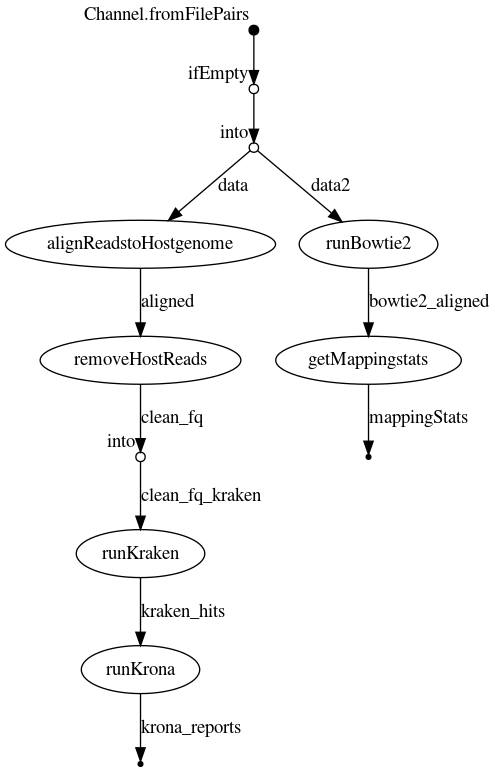 Channel.fromFilePairs
ifEmpty
into
data
data2
alignReadstoHostgenome
runBowtie2
aligned
bowtie2_aligned
removeHostReads
getMappingstats
clean_fq
mappingStats
into
clean_fq_kraken
runKraken
kraken_hits
runKrona
krona_reports